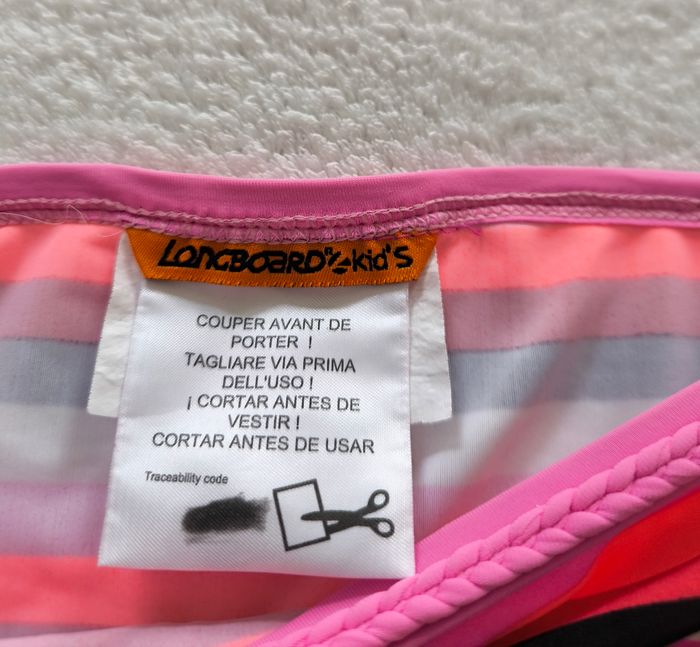 LONGBOARD kid's
COUPER AVANT DE
PORTER !
TAGLIARE VIA PRIMA
DELL'USO !
¡ CORTAR ANTES DE
VESTIR !
CORTAR ANTES DE USAR
Traceability code